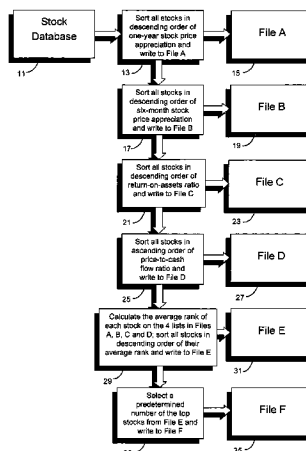 Stock
Database
11
Sort all stocks in
descending order of
one-year stock price
appreciation and
write to File A
13
File A
15
Sort all stocks in
descending order of
six-month stock
price appreciation
and write to File B
17
File B
19
Sort all stocks in
descending order of
return-on-assets ratio
and write to File C
21
File C
23
Sort all stocks in
ascending order of
price-to-cash
flow ratio and
write to File D
25
File D
27
Calculate the average rank of
each stock on the 4 lists in Files
A, B, C and D; sort all stocks in
descending order of their
average rank and write to File E
29
File E
31
Select a
predetermined
number of the top
stocks from File E and
write to File F
File F